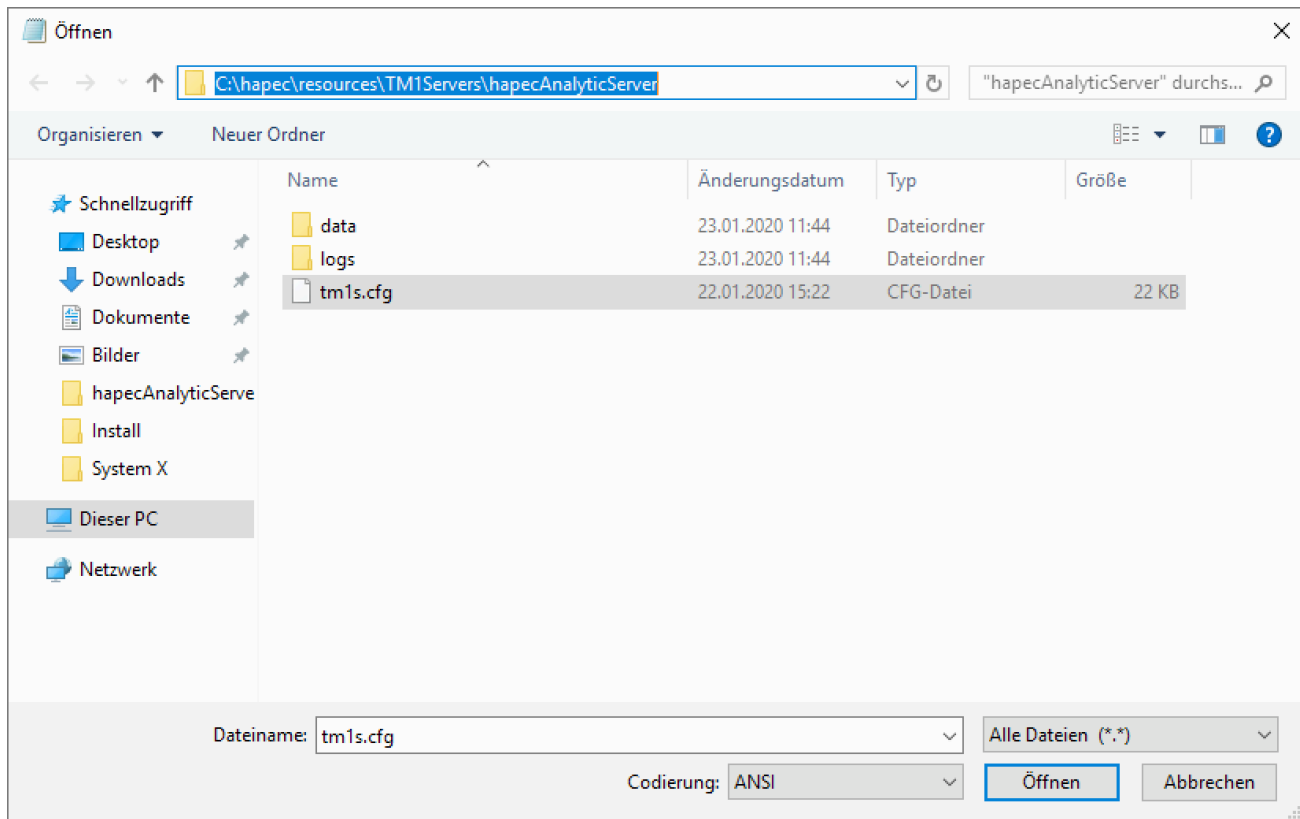 Öffnen
C:\hapec\resources\TM1Servers\hapecAnalyticServer
"hapecAnalyticServer" durchs...
Organisieren
Neuer Ordner
?
Name
Änderungsdatum
Typ
Größe
Schnellzugriff
Desktop
Downloads
Dokumente
Bilder
hapecAnalyticServe
Install
System X
Dieser PC
Netzwerk
data 23.01.2020 11:44 Dateiordner
logs 23.01.2020 11:44 Dateiordner
tm1s.cfg 22.01.2020 15:22 CFG-Datei 22 KB
Dateiname: tm1s.cfg
Alle Dateien (*.*)
Codierung: ANSI
Öffnen
Abbrechen